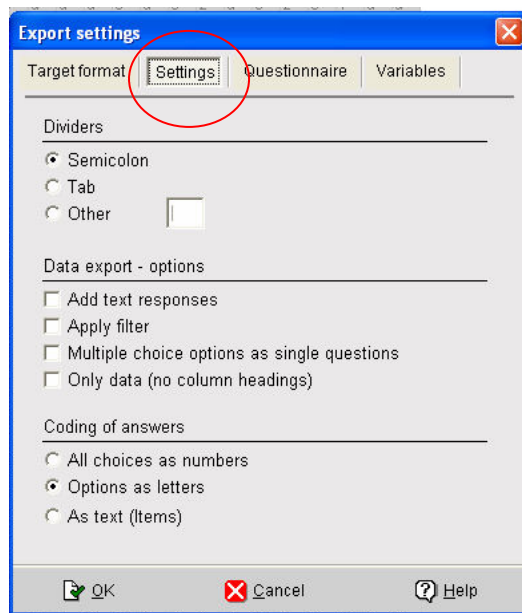 Export settings
Target format Settings Questionnaire Variables
Dividers
Semicolon
Tab
Other
Data export - options
Add text responses
Apply filter
Multiple choice options as single questions
Only data (no column headings)
Coding of answers
All choices as numbers
Options as letters
As text (Items)
OK Cancel Help